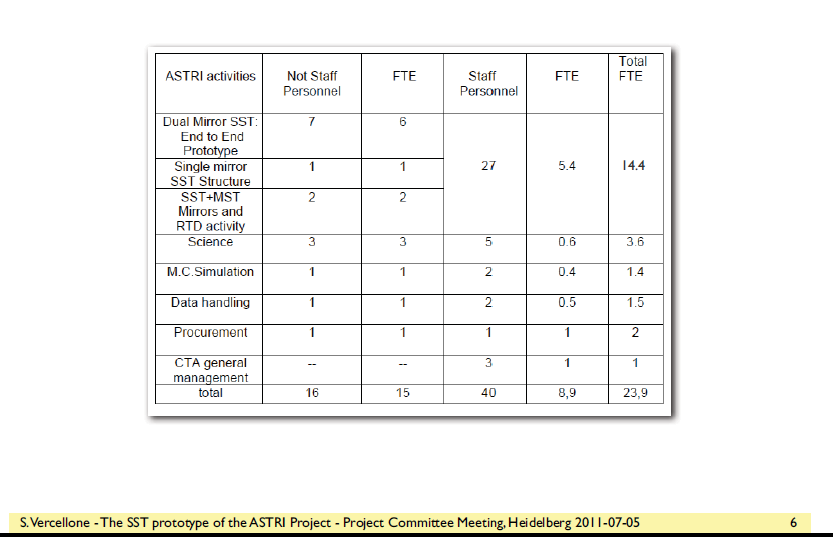 ASTRI activities Not Staff Personnel FTE Staff Personnel FTE Total FTE
Dual Mirror SST: End to End Prototype 7 6
Single mirror SST Structure 1 1 27 5.4 14.4
SST+MST Mirrors and RTD activity 2 2
Science 3 3 5 0.6 3.6
M.C.Simulation 1 1 2 0.4 1.4
Data handling 1 1 2 0.5 1.5
Procurement 1 1 1 1 2
CTA general management -- -- 3 1 1
total 16 15 40 8,9 23,9
S.Vercellone - The SST prototype of the ASTRI Project - Project Committee Meeting, Heidelberg 2011-07-05 6